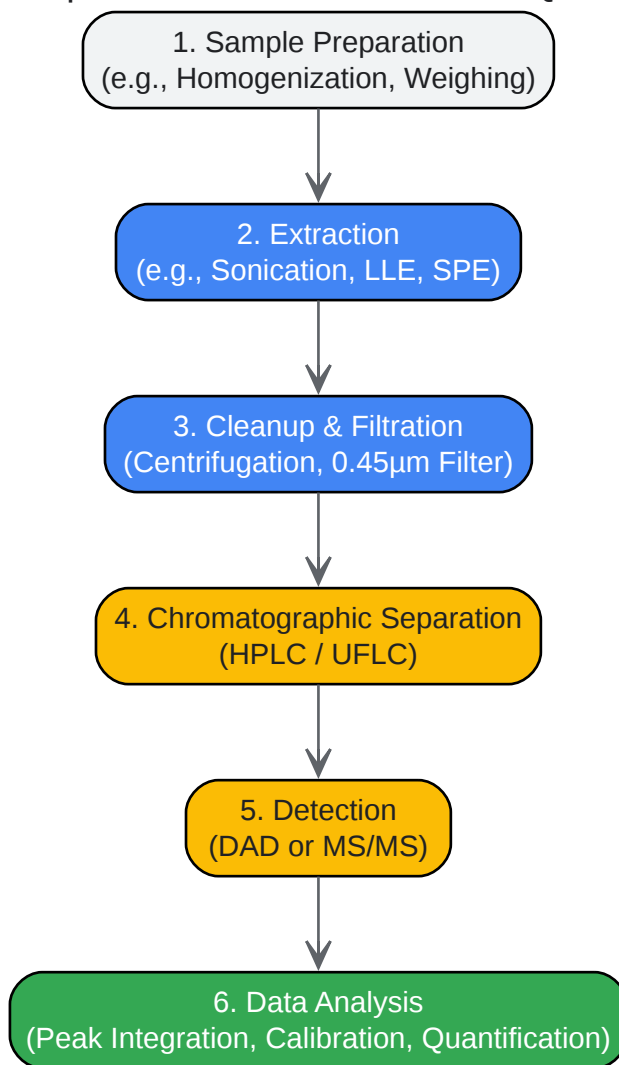 1. Sample Preparation
(e.g., Homogenization, Weighing)
2. Extraction
(e.g., Sonication, LLE, SPE)
3. Cleanup & Filtration
(Centrifugation, 0.45µm Filter)
4. Chromatographic Separation
(HPLC / UFLC)
5. Detection
(DAD or MS/MS)
6. Data Analysis
(Peak Integration, Calibration, Quantification)